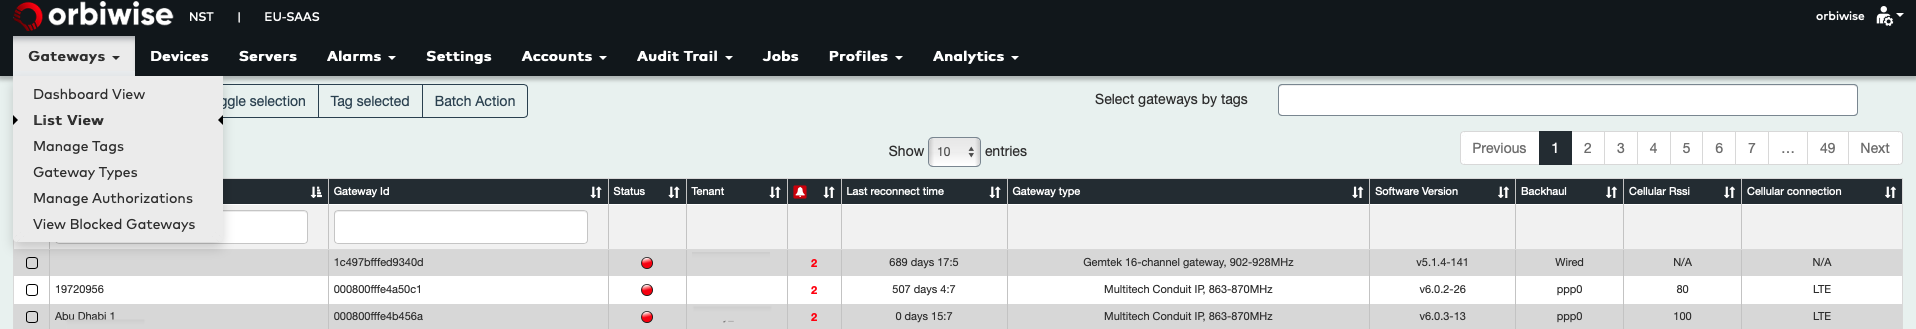 orbiwise NST | EU-SAAS orbiwise
Gateways Devices Servers Alarms Settings Accounts Audit Trail Jobs Profiles Analytics
Dashboard View
List View
Manage Tags
Gateway Types
Manage Authorizations
View Blocked Gateways
ggle selection Tag selected Batch Action Select gateways by tags
Show 10 entries Previous 1 2 3 4 5 6 7 ... 49 Next
Gateway Id Status Tenant Last reconnect time Gateway type Software Version Backhaul Cellular Rssi Cellular connection
1c497bfffed9340d 2 689 days 17:5 Gemtek 16-channel gateway, 902-928MHz v5.1.4-141 Wired N/A N/A
19720956 000800fffe4a50c1 2 507 days 4:7 Multitech Conduit IP, 863-870MHz v6.0.2-26 ppp0 80 LTE
Abu Dhabi 1 000800fffe4b456a 2 0 days 15:7 Multitech Conduit IP, 863-870MHz v6.0.3-13 ppp0 100 LTE